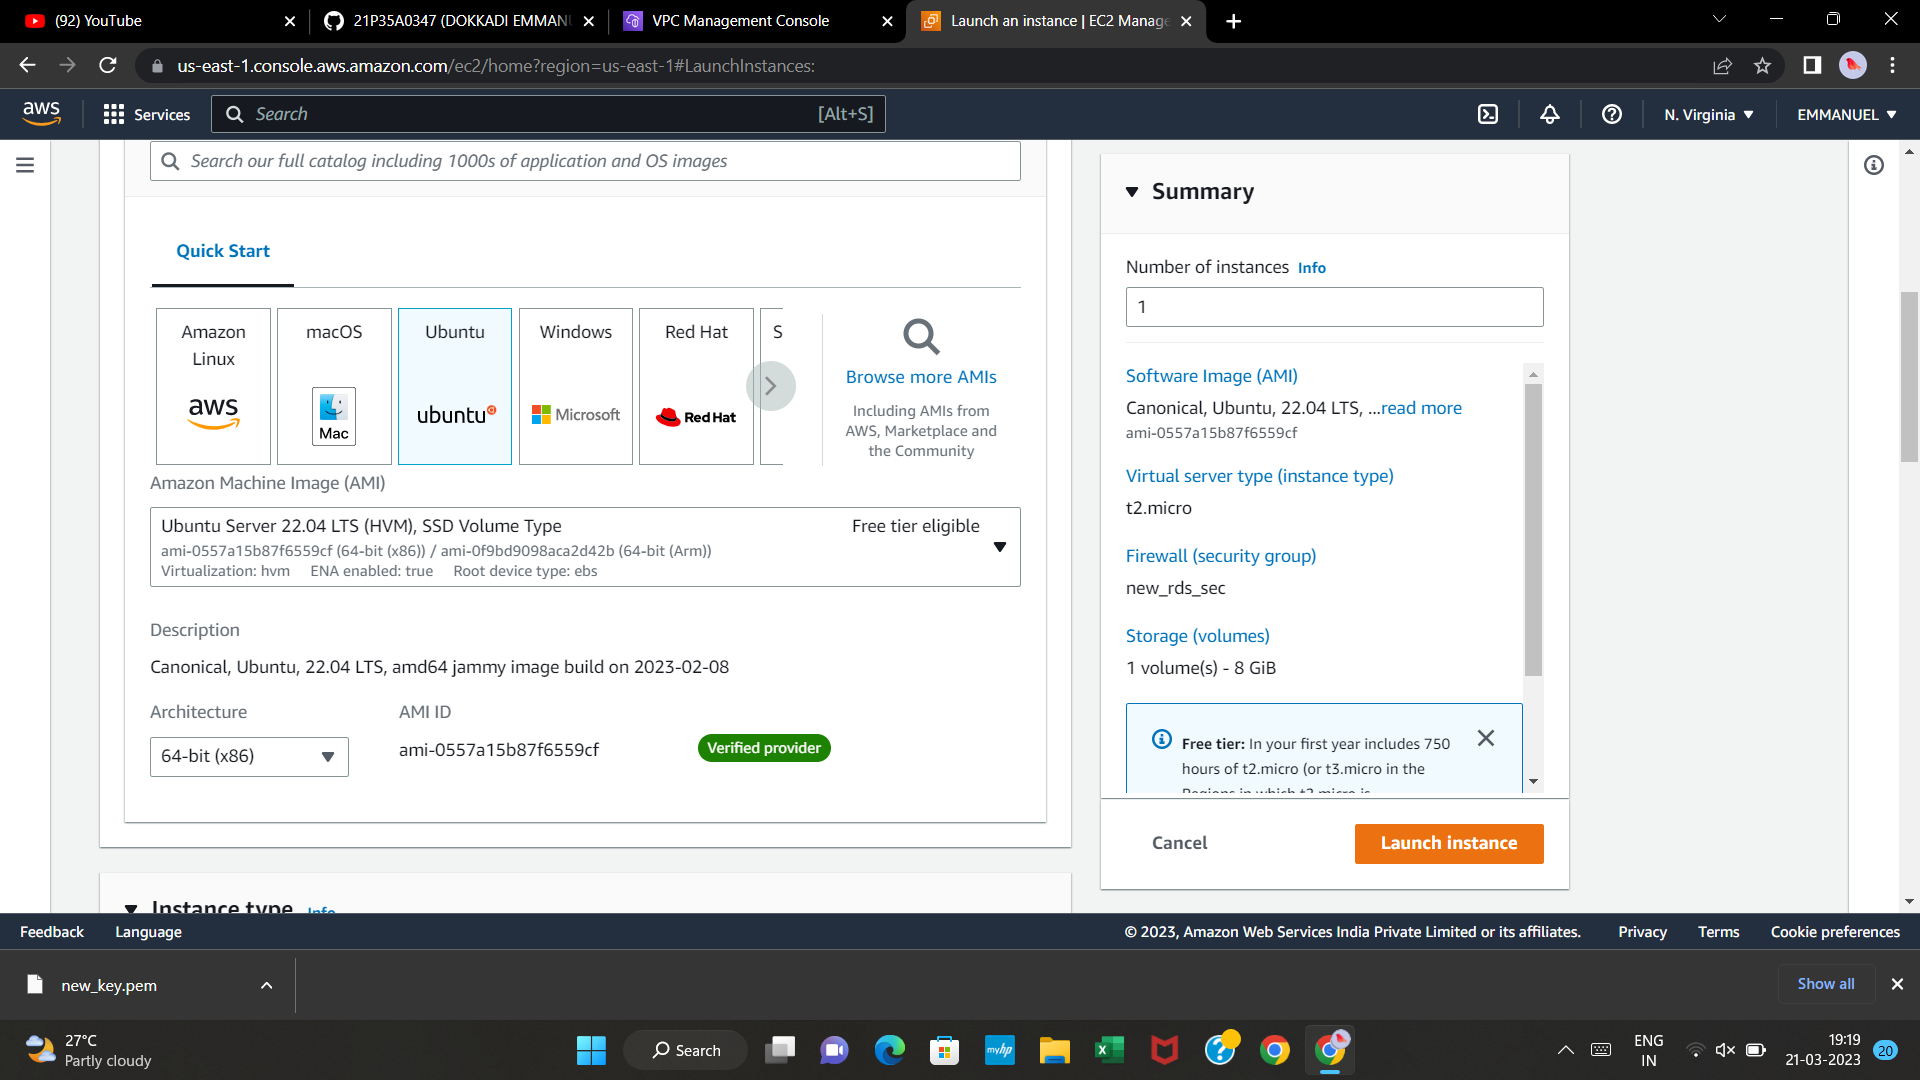 (92) YouTube
21P35A0347 (DOKKADI EMMAN
VPC Management Console
Launch an instance | EC2 Manage
us-east-1.console.aws.amazon.com/ec2/home?region=us-east-1#LaunchInstances:
aws
Services
Search
[Alt+S]
N. Virginia
EMMANUEL
Search our full catalog including 1000s of application and OS images
Quick Start
Amazon
Linux
aws
macOS
Mac
Ubuntu
ubuntu
Windows
Microsoft
Red Hat
Red Hat
S
Browse more AMIs
Including AMIs from
AWS, Marketplace and
the Community
Amazon Machine Image (AMI)
Ubuntu Server 22.04 LTS (HVM), SSD Volume Type
Free tier eligible
ami-0557a15b87f6559cf (64-bit (x86)) / ami-0f9bd9098aca2d42b (64-bit (Arm))
Virtualization: hvm ENA enabled: true Root device type: ebs
Description
Canonical, Ubuntu, 22.04 LTS, amd64 jammy image build on 2023-02-08
Architecture
64-bit (x86)
AMI ID
ami-0557a15b87f6559cf
Verified provider
Instance type Info
Summary
Number of instances Info
1
Software Image (AMI)
Canonical, Ubuntu, 22.04 LTS, ...read more
ami-0557a15b87f6559cf
Virtual server type (instance type)
t2.micro
Firewall (security group)
new_rds_sec
Storage (volumes)
1 volume(s) - 8 GiB
Free tier: In your first year includes 750
hours of t2.micro (or t3.micro in the
Regions in which t2.micro is
Cancel
Launch instance
Feedback
Language
© 2023, Amazon Web Services India Private Limited or its affiliates.
Privacy
Terms
Cookie preferences
new_key.pem
Show all
27°C
Partly cloudy
Search
myhp
ENG
IN
19:19
21-03-2023
20